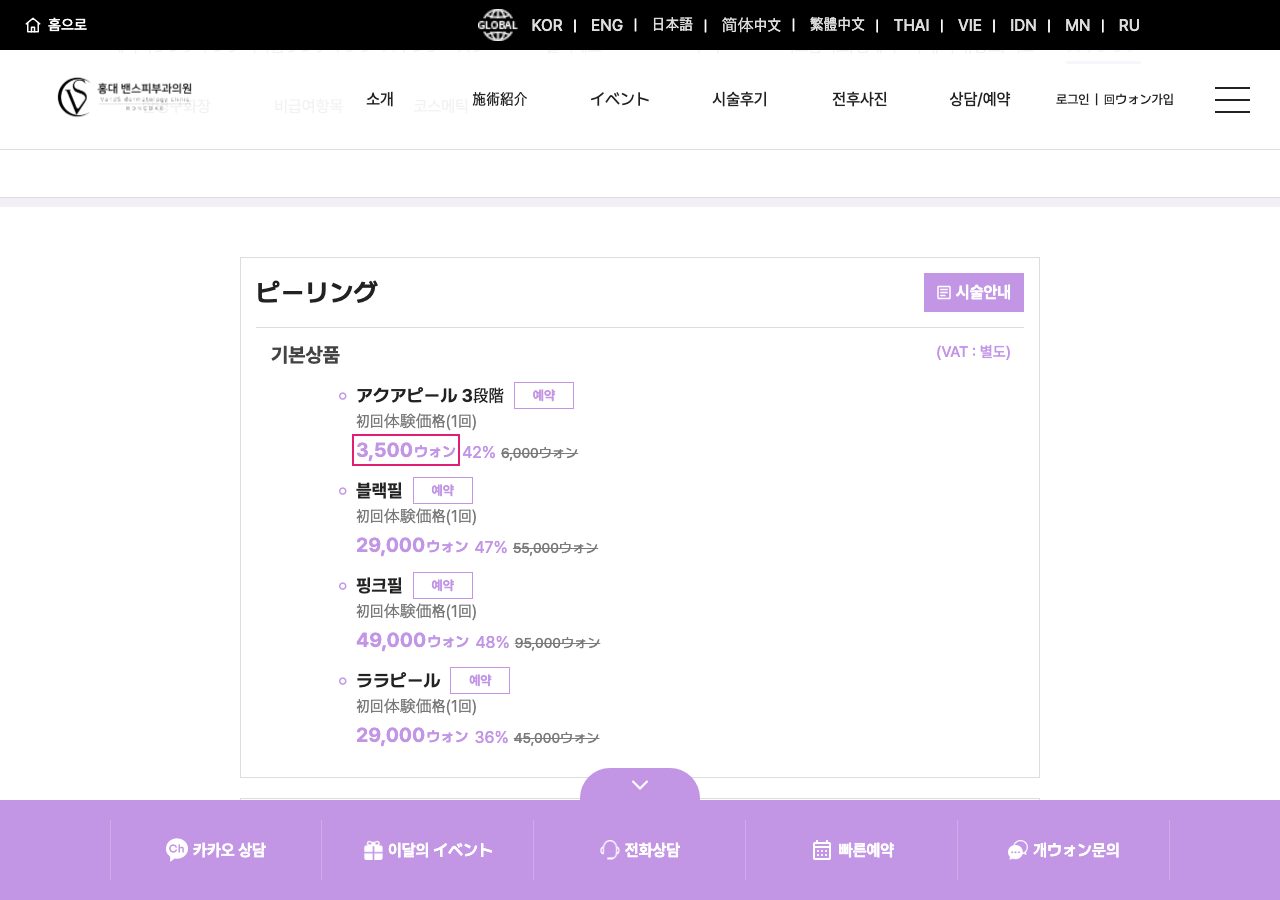 홈으로
GLOBAL KOR | ENG | 日本語 | 简体中文 | 繁體中文 | THAI | VIE | IDN | MN | RU
홍대 밴스피부과의원
비급여항목 코스메틱
소개 施術紹介 イベント 시술후기 전후사진 상담/예약 로그인 | 回ウォン가입
ピーリング 시술안내
기본상품 (VAT : 별도)
アクアピール 3段階 예약
初回体験価格(1回)
3,500ウォン 42% 6,000ウォン
블랙필 예약
初回体験価格(1回)
29,000ウォン 47% 55,000ウォン
핑크필 예약
初回体験価格(1回)
49,000ウォン 48% 95,000ウォン
ララピール 예약
初回体験価格(1回)
29,000ウォン 36% 45,000ウォン
Ch 카카오 상담 이달의 イベント 전화상담 빠른예약 개ウォン문의